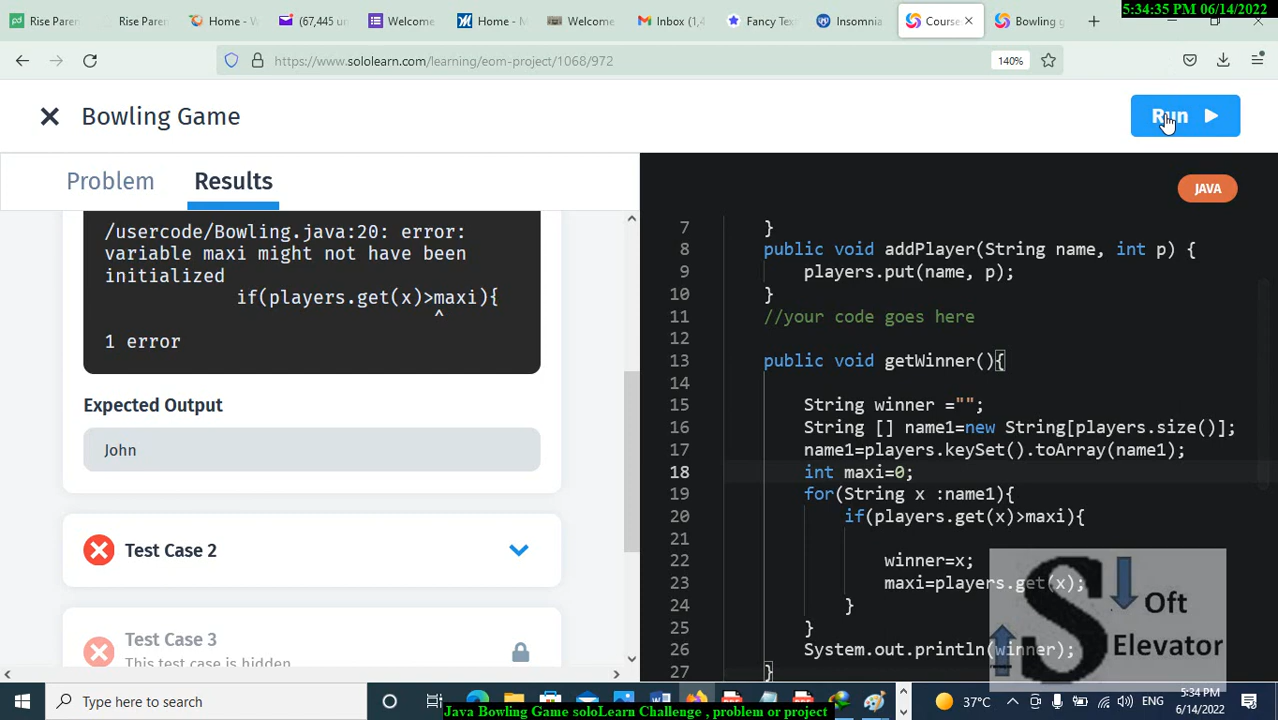 5:34:35 PM 06/14/2022
Rise Paren
Rise Paren
Home -
(67,445 un
Welcome
Home -
Welcome
Inbox (1,4
Fancy Tex
Insomnia
Course
Bowling g
https://www.sololearn.com/learning/eom-project/1068/972
140%
Bowling Game
Run
Problem
Results
JAVA
/usercode/Bowling.java:20: error:
variable maxi might not have been
initialized
if(players.get(x)>maxi){
^
1 error
Expected Output
John
Test Case 2
Test Case 3
This test case is hidden
7 }
8 public void addPlayer(String name, int p) {
9 players.put(name, p);
10 }
11 //your code goes here
12
13 public void getWinner(){
14
15 String winner ="";
16 String [] name1=new String[players.size()];
17 name1=players.keySet().toArray(name1);
18 int maxi=0;
19 for(String x :name1){
20 if(players.get(x)>maxi){
21
22 winner=x;
23 maxi=players.get(x);
24 }
25 }
26 System.out.println(winner);
27 }
S Oft
Elevator
Type here to search
37°C
ENG
5:34 PM
6/14/2022
Java Bowling Game soloLearn Challenge , problem or project